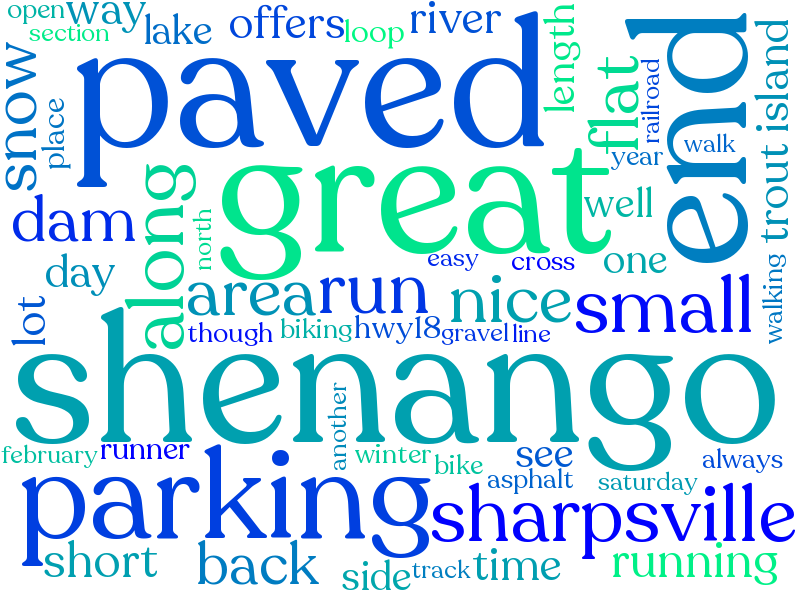 open
way
section
lake
offers
loop
river
length
snow
place
paved
flat
railroad
year
walk
end
trout island
dam
day
along
north
great
well
easy
cross
one
walking
lot
area
run
nice
small
though
biking
hwy18
gravel
line
shenango
february
runner
another
winter
bike
see
asphalt
saturday
always
parking
sharpsville
short
back
side
track
time
running